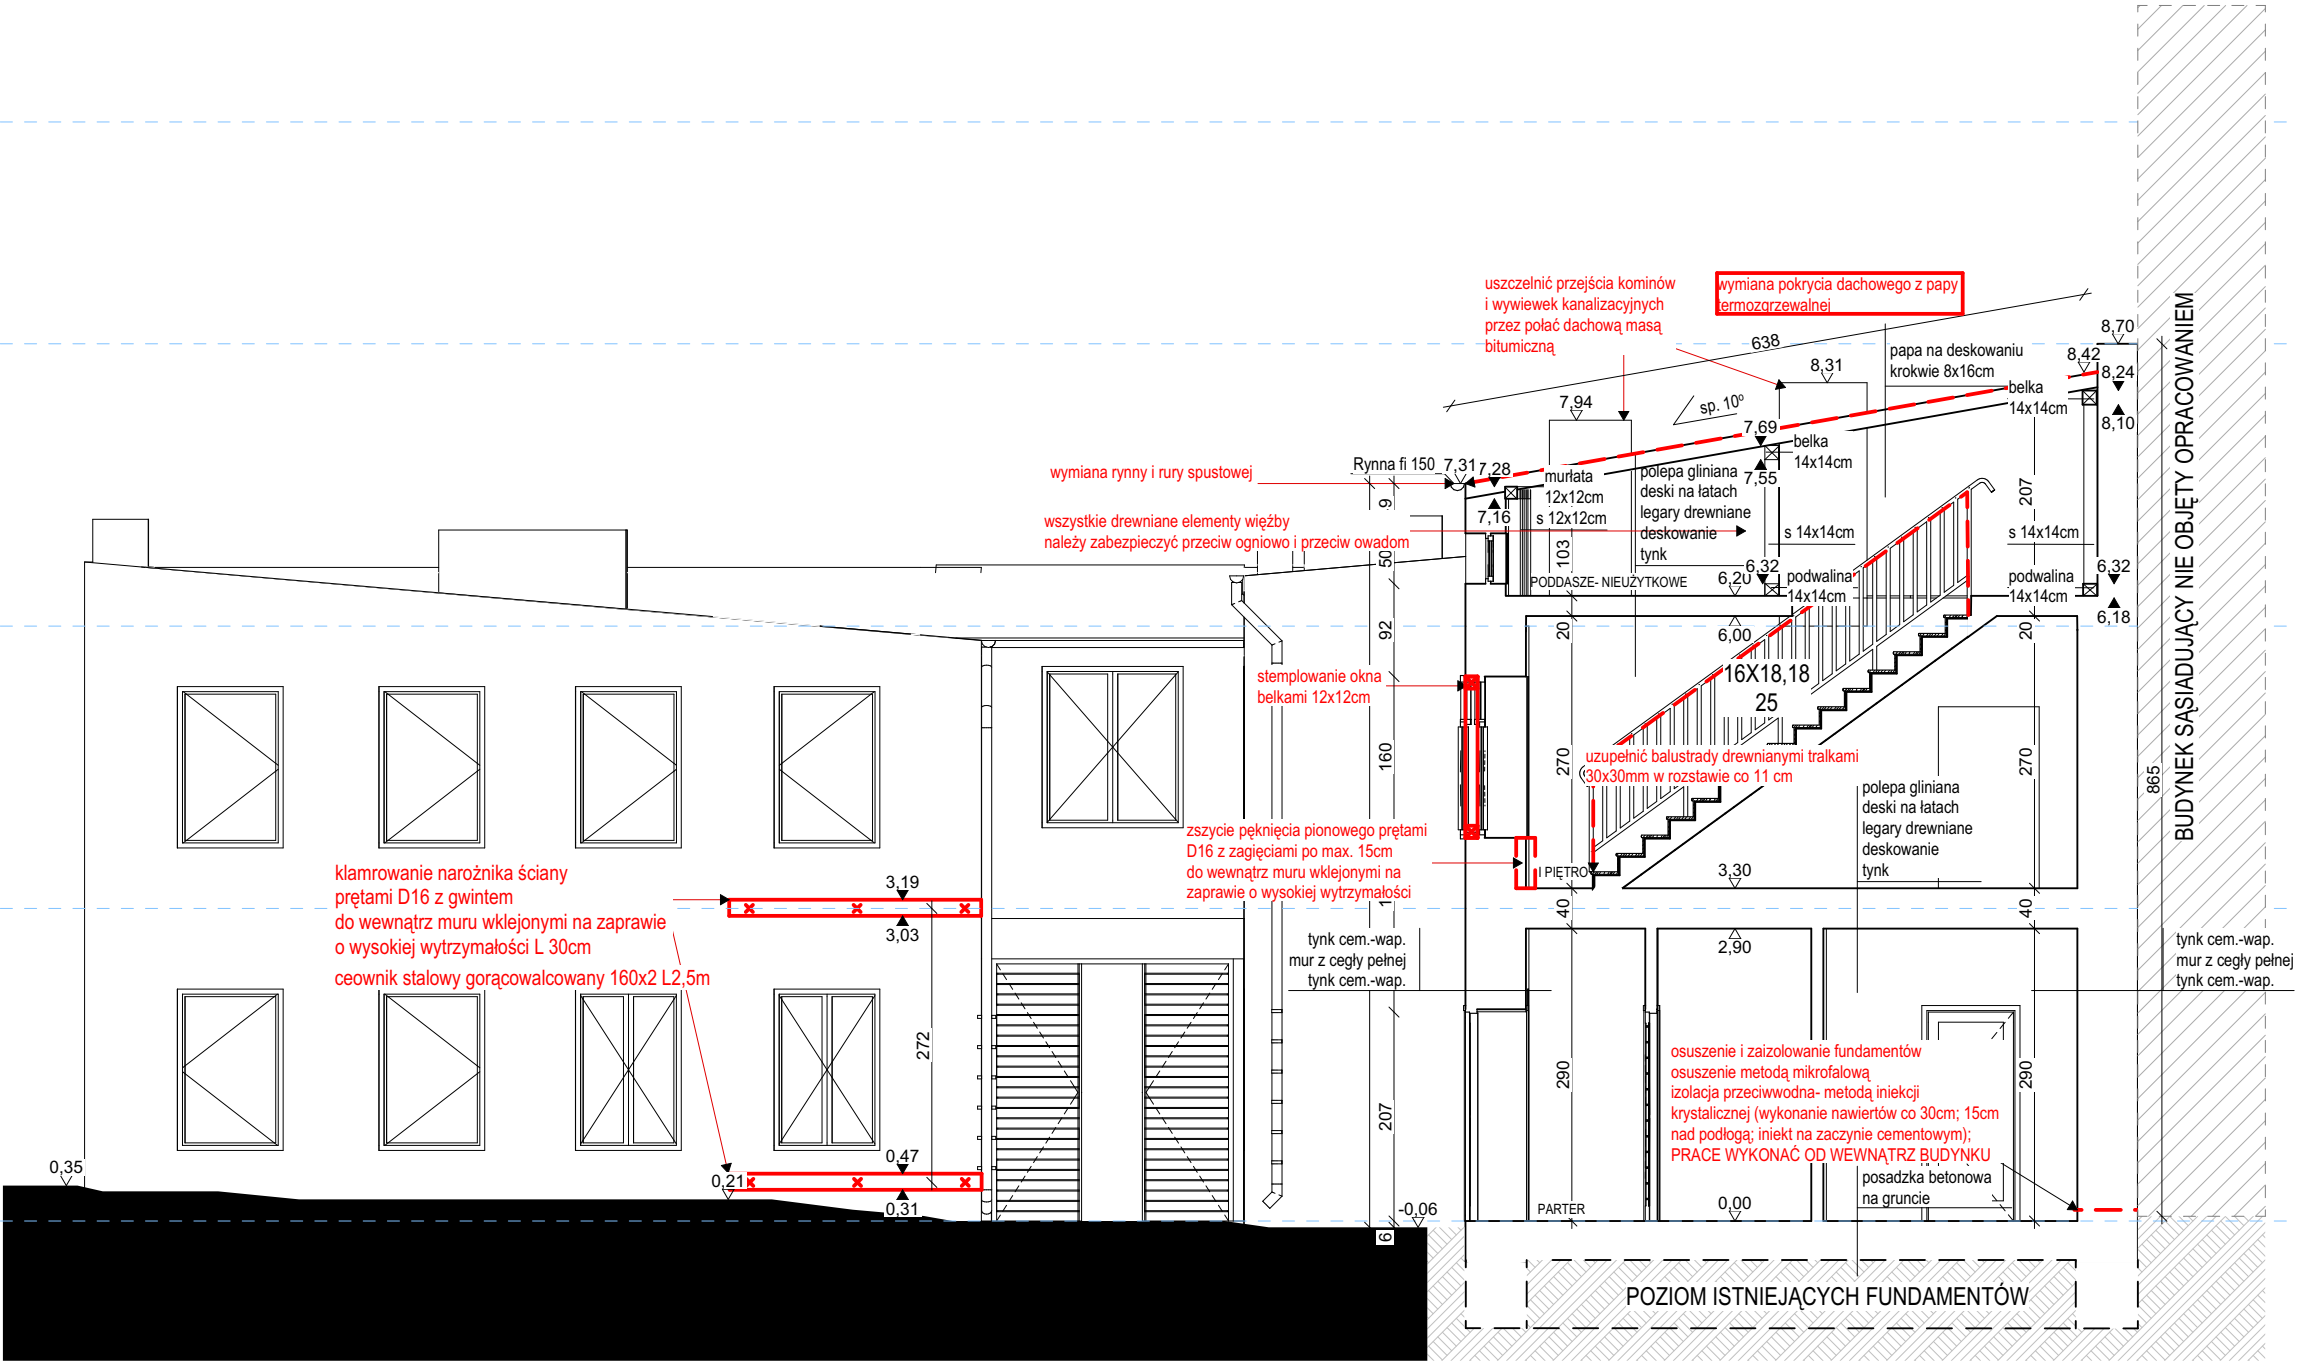 uszczelnić przejścia kominów
i wywiewek kanalizacyjnych
przez połać dachową masą
bitumiczną
wymiana pokrycia dachowego z papy
termozgrzewalnej
638
papa na deskowaniu
krokwie 8x16cm
8,70
8,42
8,24
8,10
8,31
7,94
sp. 10º
belka
14x14cm
7,69
belka
14x14cm
7,55
wymiana rynny i rury spustowej
Rynna fi 150
7,31
7,28
7,16
murłata
12x12cm
s 12x12cm
polepa gliniana
deski na łatach
legary drewniane
deskowanie
tynk
wszystkie drewniane elementy więźby
należy zabezpieczyć przeciw ogniowo i przeciw owadom
9
50
103
207
s 14x14cm
s 14x14cm
PODDASZE- NIEUŻYTKOWE
6,20
6,32
podwalina
14x14cm
podwalina
14x14cm
6,32
6,18
92
20
6,00
20
16X18,18
25
stemplowanie okna
belkami 12x12cm
160
270
270
865
BUDYNEK SĄSIADUJĄCY NIE OBJĘTY OPRACOWANIEM
uzupełnić balustrady drewnianymi tralkami
30x30mm w rozstawie co 11 cm
polepa gliniana
deski na łatach
legary drewniane
deskowanie
tynk
zszycie pęknięcia pionowego prętami
D16 z zagięciami po max. 15cm
do wewnątrz muru wklejonymi na
zaprawie o wysokiej wytrzymałości
I PIĘTRO
3,30
klamrowanie narożnika ściany
prętami D16 z gwintem
do wewnątrz muru wklejonymi na zaprawie
o wysokiej wytrzymałości L 30cm
ceownik stalowy gorącowalcowany 160x2 L2,5m
3,19
3,03
40
40
2,90
tynk cem.-wap.
mur z cegły pełnej
tynk cem.-wap.
tynk cem.-wap.
mur z cegły pełnej
tynk cem.-wap.
272
207
290
290
osuszenie i zaizolowanie fundamentów
osuszenie metodą mikrofalową
izolacja przeciwwodna- metodą iniekcji
krystalicznej (wykonanie nawiertów co 30cm; 15cm
nad podłogą; iniekt na zaczynie cementowym);
PRACE WYKONAĆ OD WEWNĄTRZ BUDYNKU
posadzka betonowa
na gruncie
0,35
0,47
0,21
0,31
-0,06
6
PARTER
0,00
POZIOM ISTNIEJĄCYCH FUNDAMENTÓW